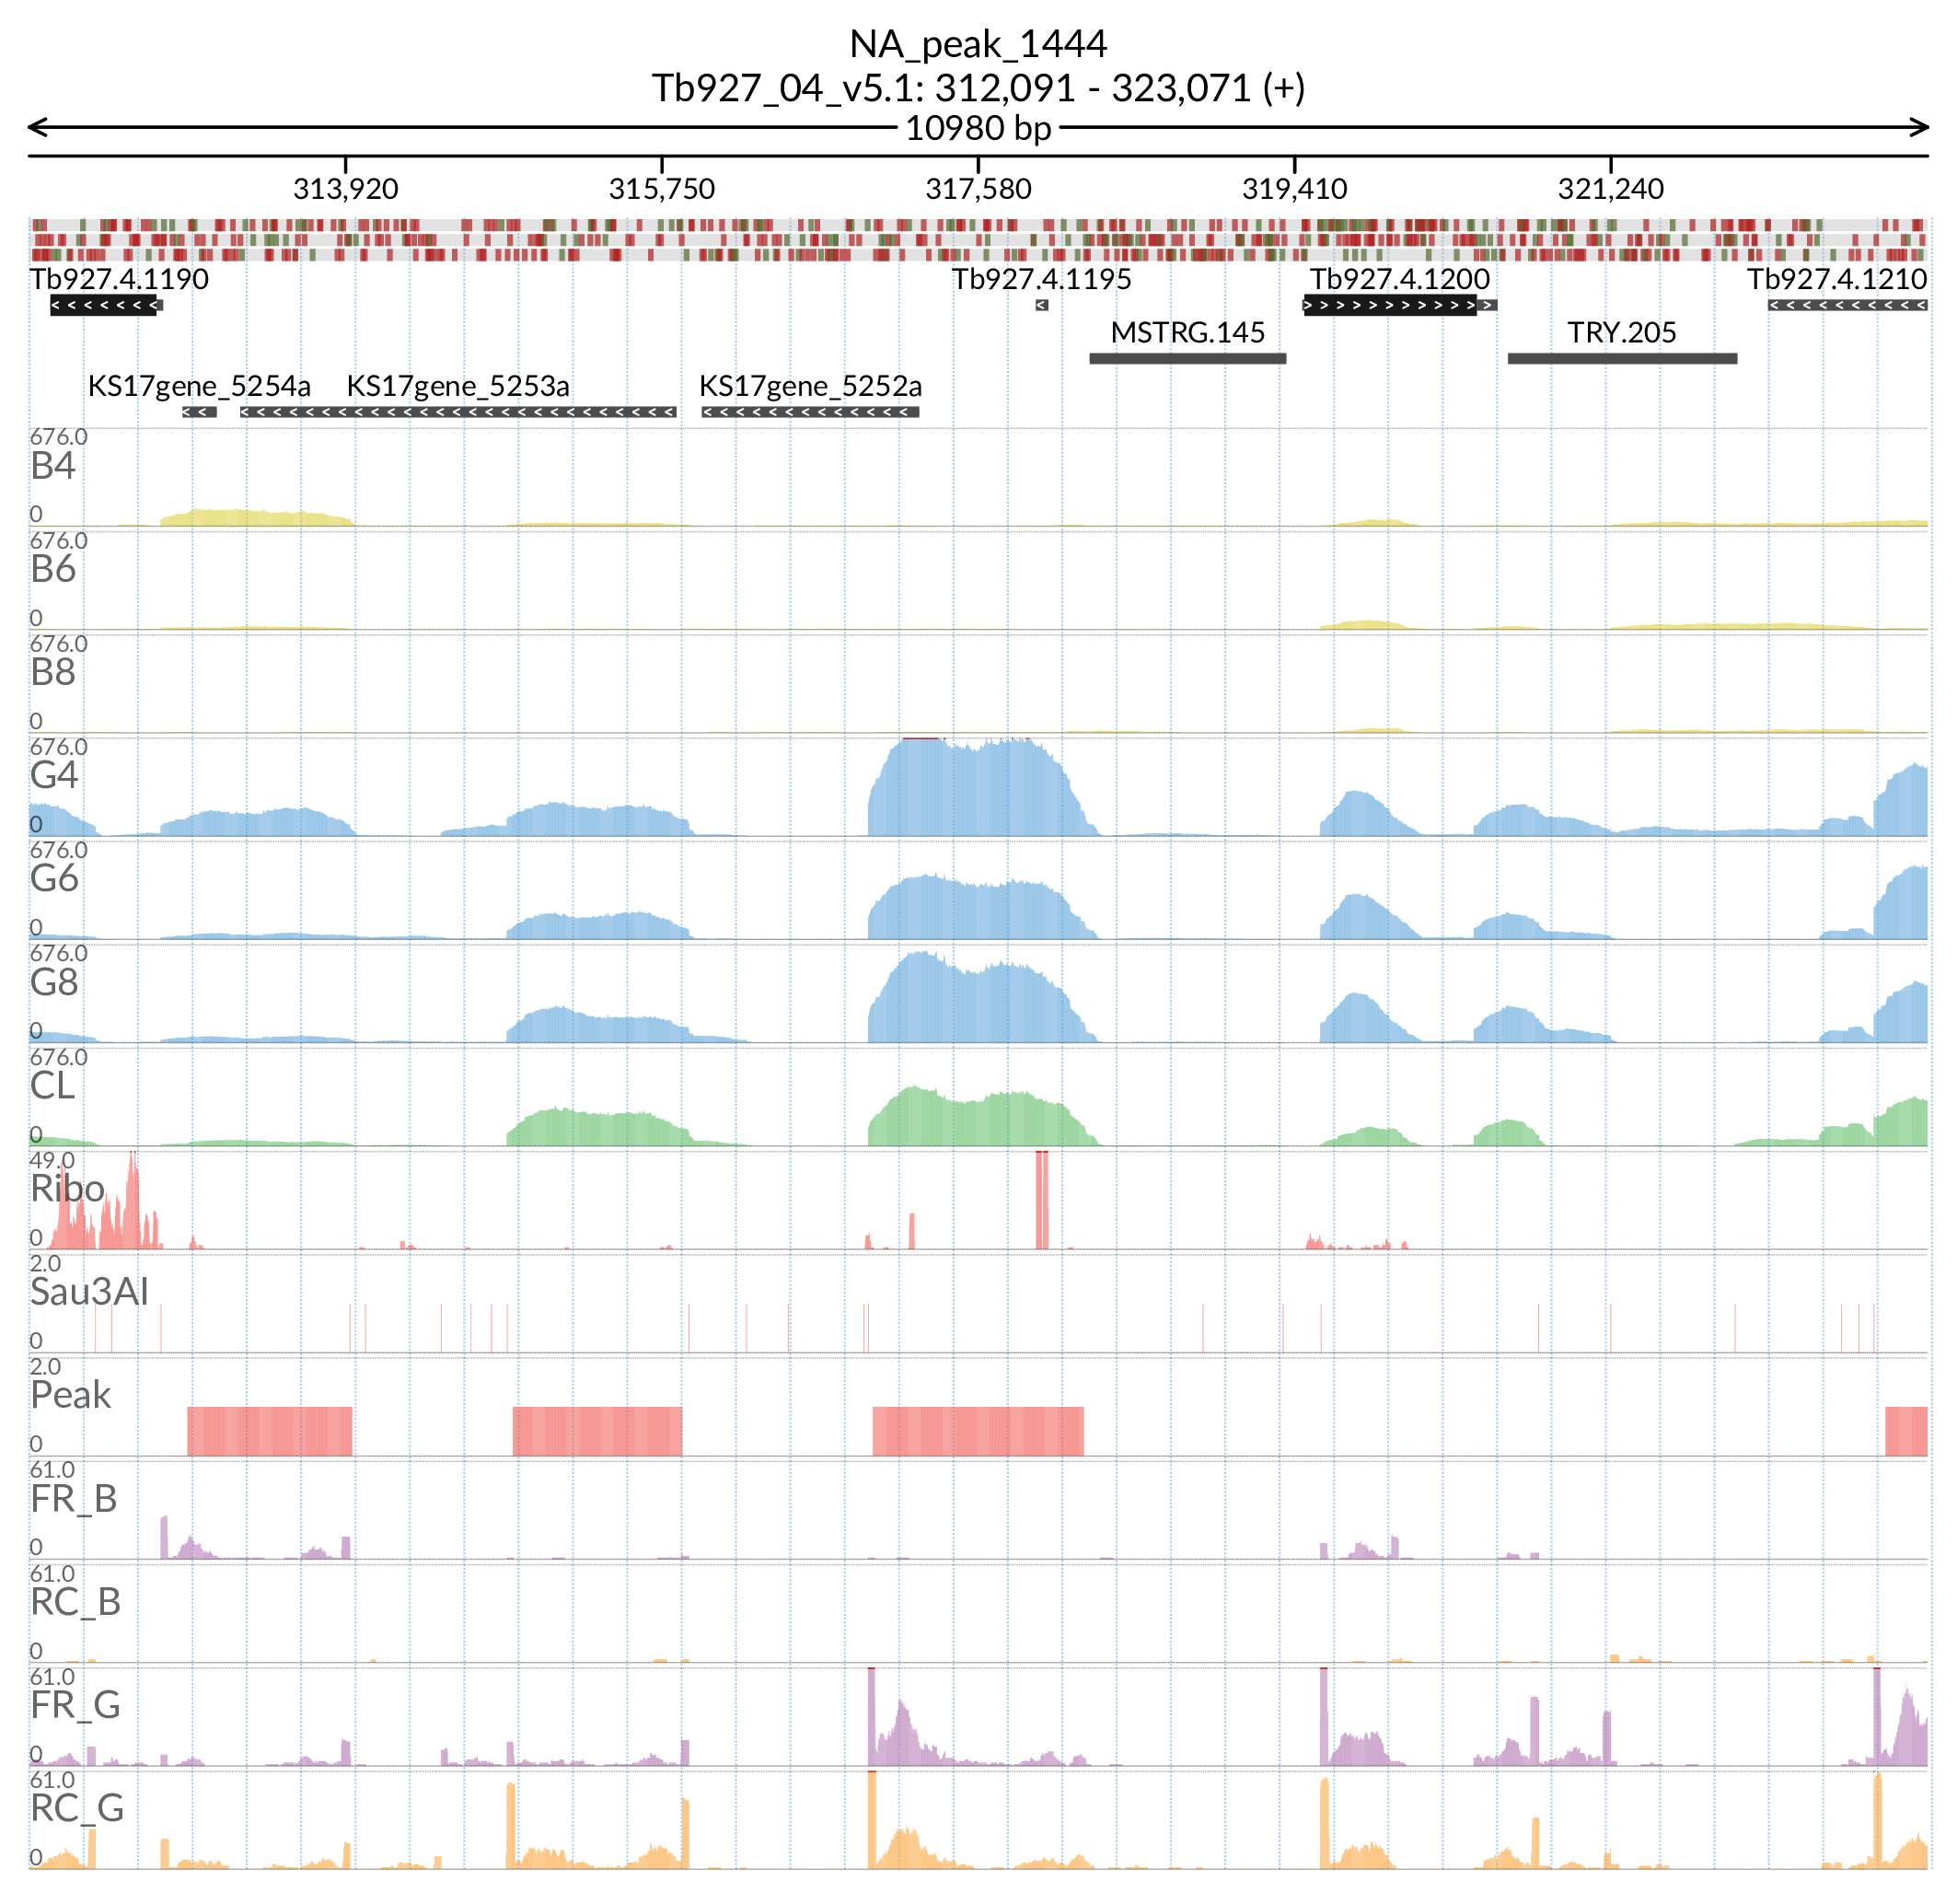 NA_peak_1444
Tb927_04_v5.1: 312,091 - 323,071 (+)
10980 bp
313,920 315,750 317,580 319,410 321,240
Tb927.4.1190 Tb927.4.1195 Tb927.4.1200 Tb927.4.1210
MSTRG.145 TRY.205
KS17gene_5254a KS17gene_5253a KS17gene_5252a
676.0
B4
0
676.0
B6
0
676.0
B8
0
676.0
G4
0
676.0
G6
0
676.0
G8
0
676.0
CL
0
49.0
Ribo
0
2.0
Sau3AI
0
2.0
Peak
0
61.0
FR_B
0
61.0
RC_B
0
61.0
FR_G
0
61.0
RC_G
0